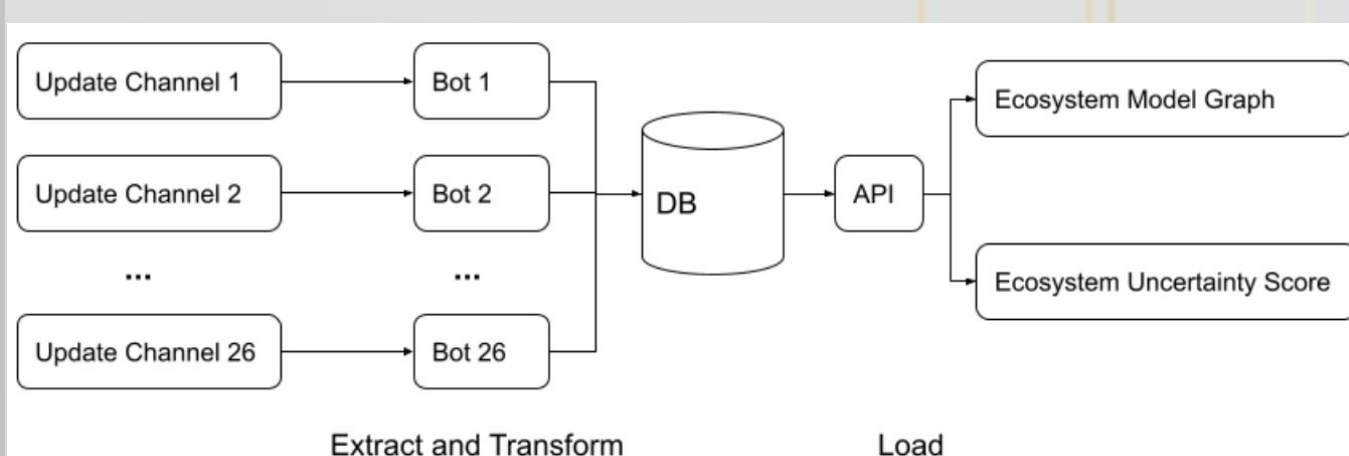 Update Channel 1
Bot 1
Ecosystem Model Graph
Update Channel 2
Bot 2
DB
API
...
...
Ecosystem Uncertainty Score
Update Channel 26
Bot 26
Extract and Transform
Load